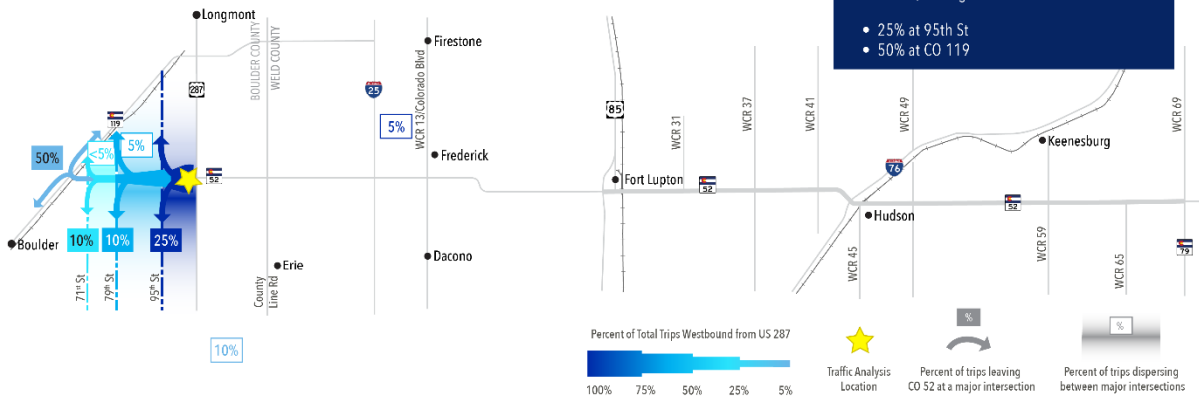 • 25% at 95th St
• 50% at CO 119
Longmont
BOULDER COUNTY
WELD COUNTY
Firestone
287
25
WCR 13/Colorado Blvd
85
WCR 31
WCR 37
WCR 41
WCR 49
WCR 69
119
5%
<5%
5%
50%
52
Frederick
Fort Lupton
52
76
Keenesburg
52
Hudson
Boulder
10%
10%
25%
71st St
79th St
95th St
County
Line Rd
Erie
Dacono
WCR 45
WCR 59
WCR 65
79
10%
Percent of Total Trips Westbound from US 287
100% 75% 50% 25% 5%
Traffic Analysis
Location
%
Percent of trips leaving
CO 52 at a major intersection
%
Percent of trips dispersing
between major intersections